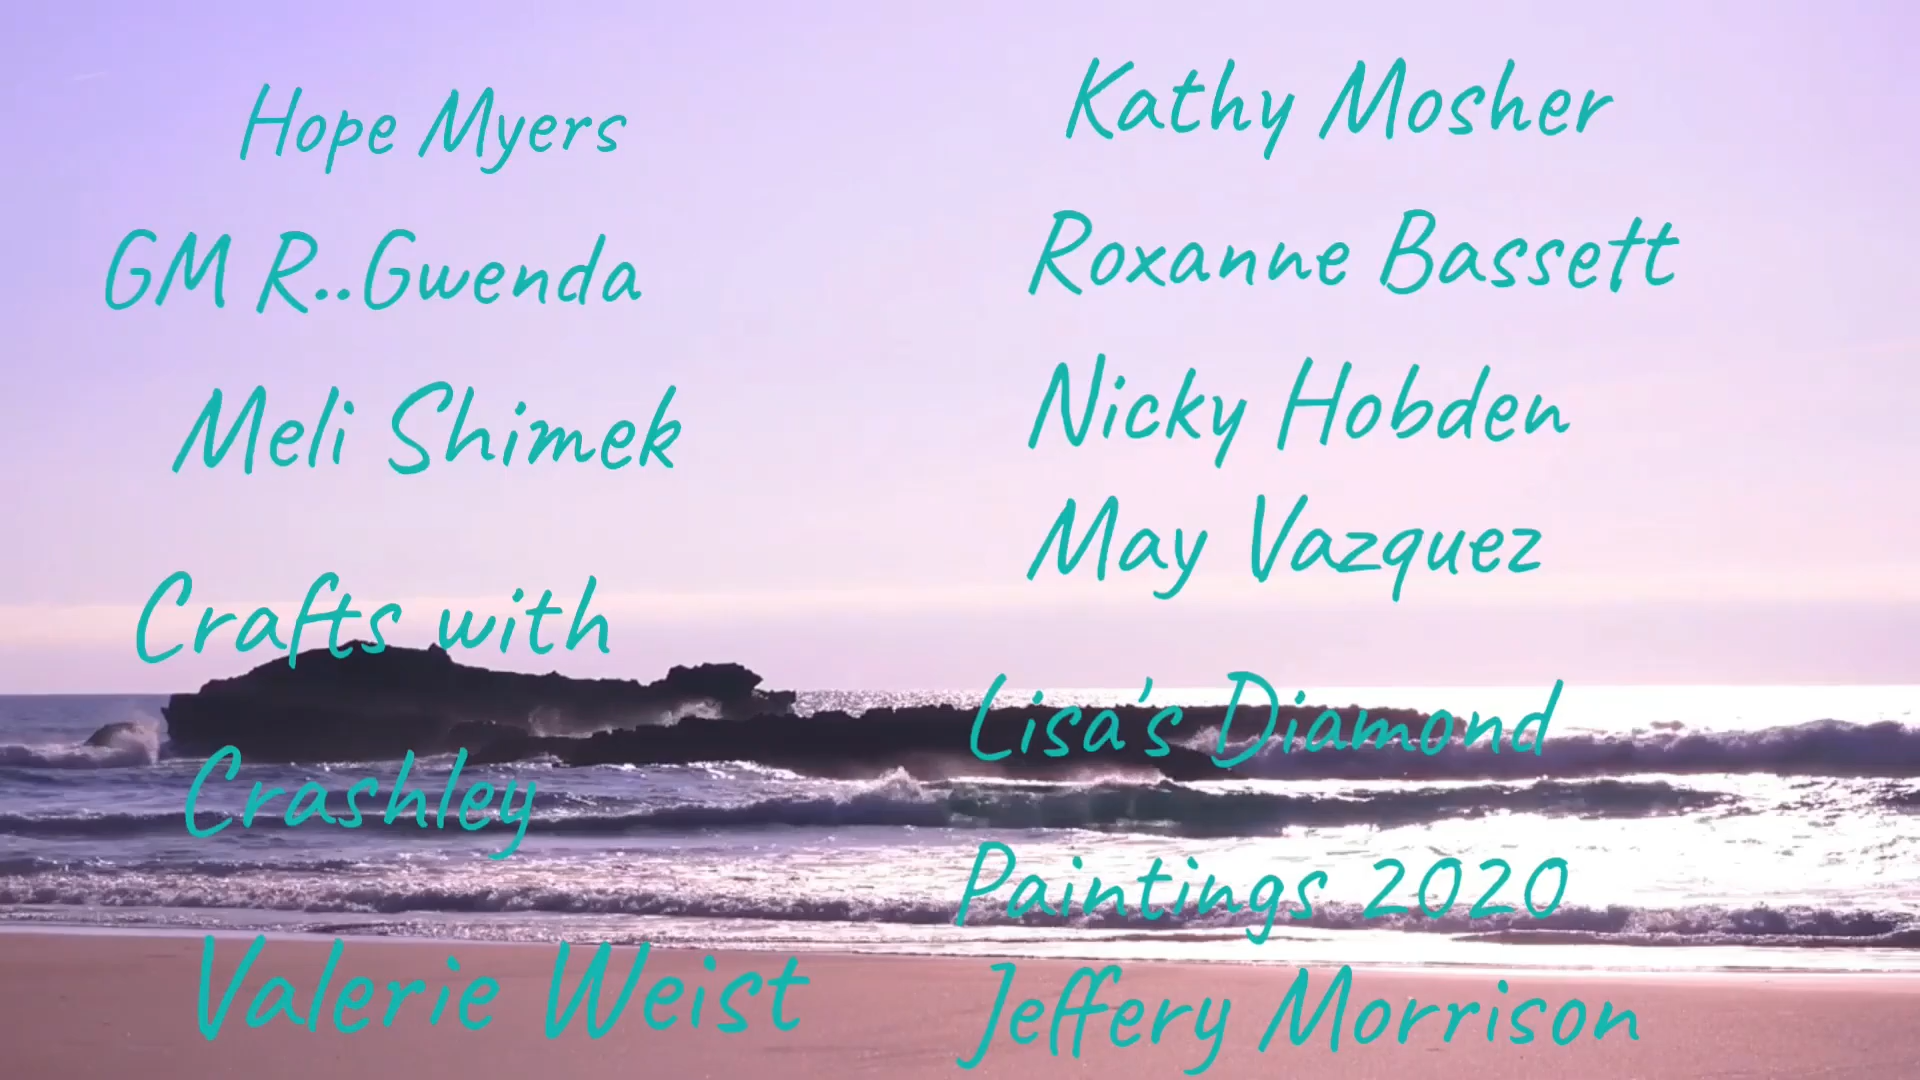 Hope Myers
GM R..Gwenda
Meli Shimek
Crafts with
Crashley
Valerie Weist
Kathy Mosher
Roxanne Bassett
Nicky Hobden
May Vazquez
Lisa's Diamond
Paintings 2020
Jeffery Morrison